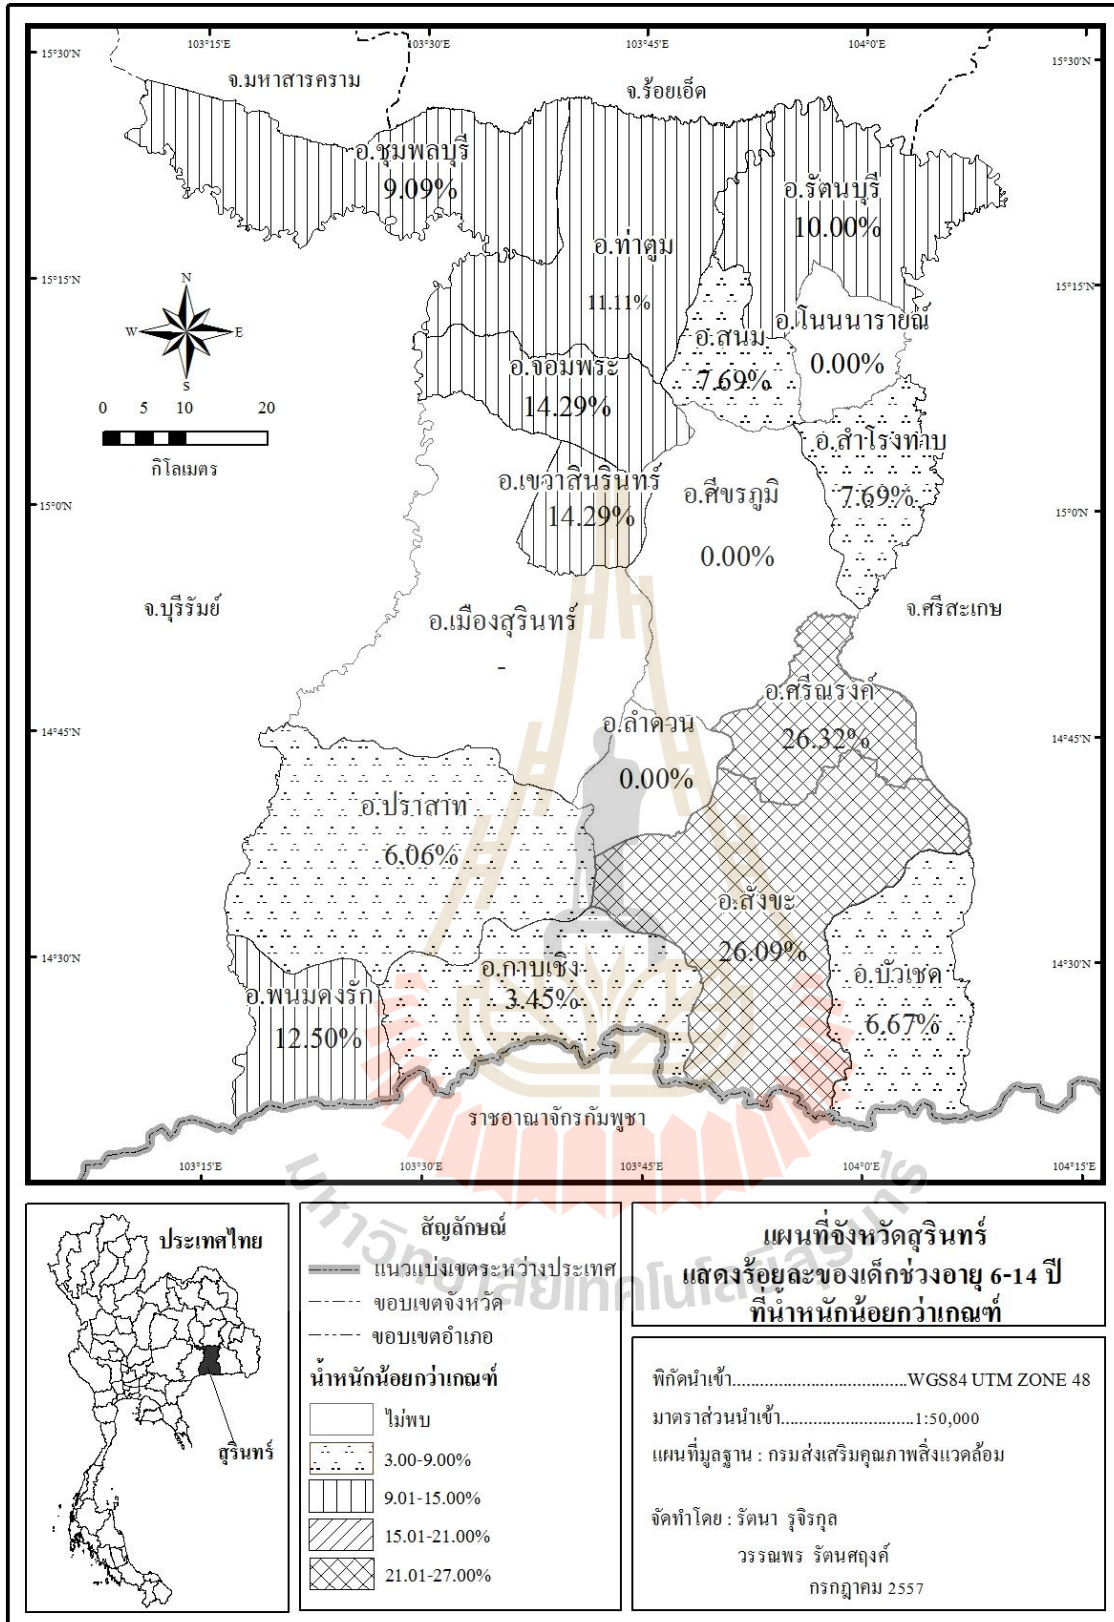 103°15'E 103°30'E 103°45'E 104°0'E
15°30'N 15°30'N
จ.มหาสารคราม
จ.ร้อยเอ็ด
อ.ชุมพลบุรี
9.09%
อ.รัตนบุรี
10.00%
อ.ท่าตูม
11.11%
15°15'N 15°15'N
N
W E
S
อ.สนม
7.69%
อ.โนนนารายณ์
0.00%
อ.จอมพระ
14.29%
0 5 10 20
กิโลเมตร
อ.สำโรงทาบ
7.69%
อ.เขวาสินรินทร์
14.29%
อ.ศีขรภูมิ
0.00%
15°0'N 15°0'N
จ.บุรีรัมย์
อ.เมืองสุรินทร์
-
จ.ศรีสะเกษ
อ.ศรีณรงค์
26.32%
อ.ลำดวน
0.00%
14°45'N 14°45'N
อ.ปราสาท
6.06%
อ.สังขะ
26.09%
14°30'N 14°30'N
อ.กาบเชิง
3.45%
อ.บัวเชด
6.67%
อ.พนมดงรัก
12.50%
ราชอาณาจักรกัมพูชา
103°15'E 103°30'E 103°45'E 104°0'E 104°15'E
มหาวิทยาลัยเทคโนโลยีสุรนารี
ประเทศไทย
สุรินทร์
สัญลักษณ์
แนวแบ่งเขตระหว่างประเทศ
ขอบเขตจังหวัด
ขอบเขตอำเภอ
น้ำหนักน้อยกว่าเกณฑ์
ไม่พบ
3.00-9.00%
9.01-15.00%
15.01-21.00%
21.01-27.00%
แผนที่จังหวัดสุรินทร์
แสดงร้อยละของเด็กช่วงอายุ 6-14 ปี
ที่น้ำหนักน้อยกว่าเกณฑ์
พิกัดนำเข้า..................................WGS84 UTM ZONE 48
มาตราส่วนนำเข้า..........................1:50,000
แผนที่มูลฐาน : กรมส่งเสริมคุณภาพสิ่งแวดล้อม
จัดทำโดย : รัตนา รุจิรกุล
วรรณพร รัตนศฤงค์
กรกฎาคม 2557